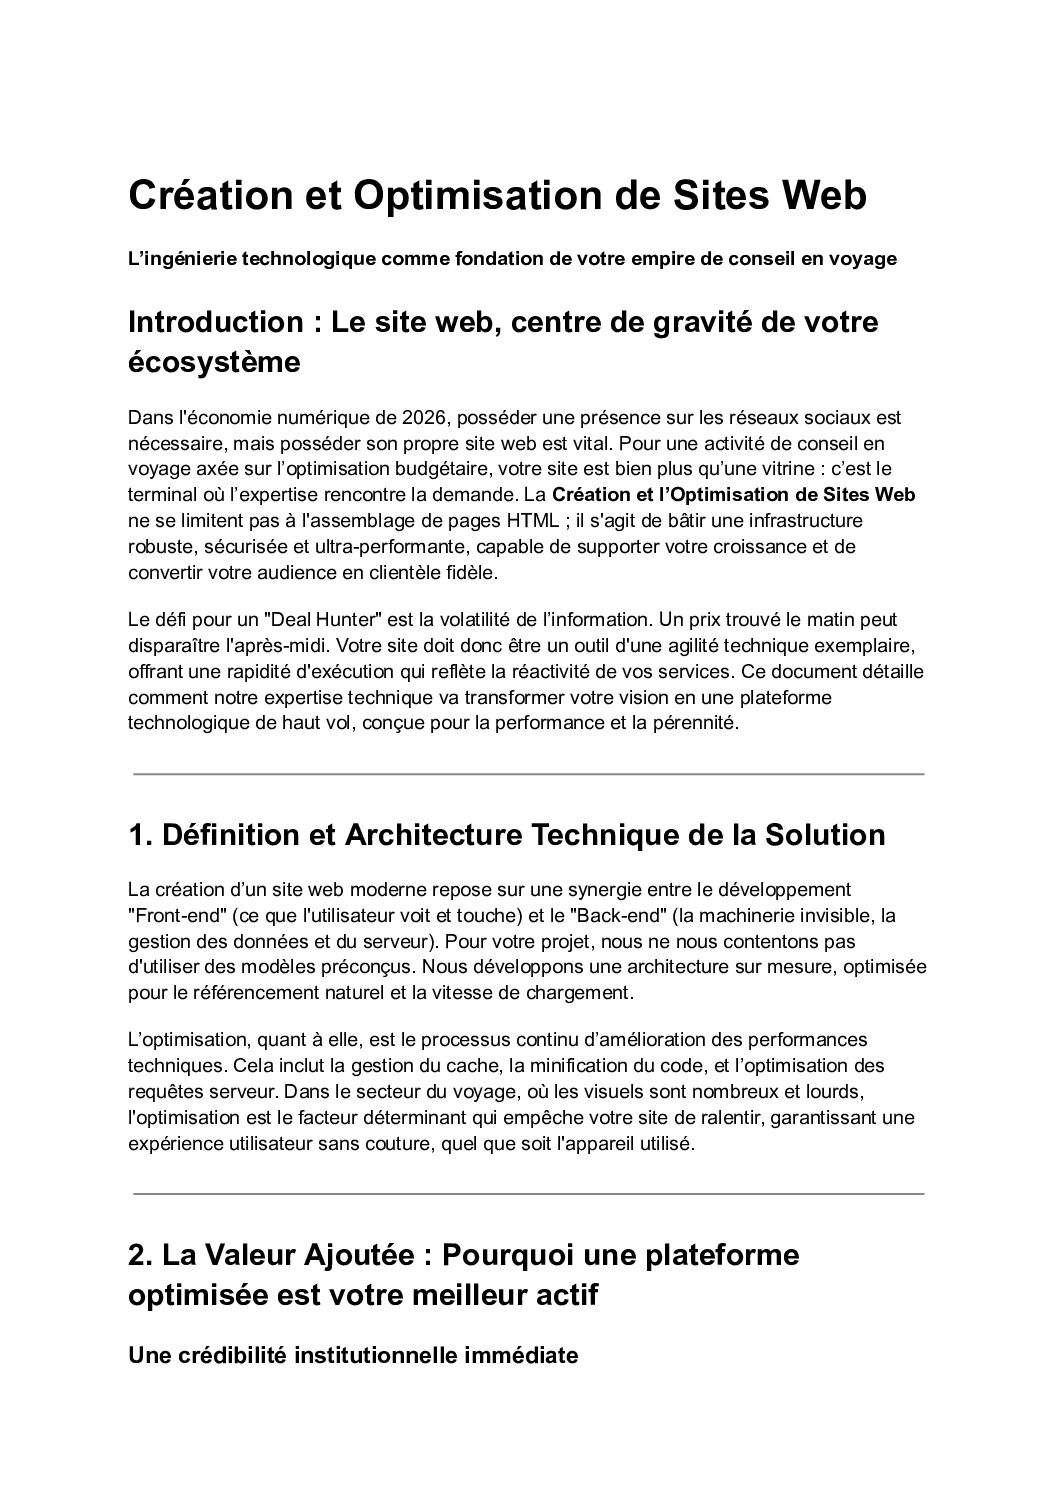 Création et Optimisation de Sites Web
L’ingénierie technologique comme fondation de votre empire de conseil en voyage
Introduction : Le site web, centre de gravité de votre
écosystème
Dans l'économie numérique de 2026, posséder une présence sur les réseaux sociaux est
nécessaire, mais posséder son propre site web est vital. Pour une activité de conseil en
voyage axée sur l’optimisation budgétaire, votre site est bien plus qu’une vitrine : c’est le
terminal où l’expertise rencontre la demande. La Création et l’Optimisation de Sites Web
ne se limitent pas à l'assemblage de pages HTML ; il s'agit de bâtir une infrastructure
robuste, sécurisée et ultra-performante, capable de supporter votre croissance et de
convertir votre audience en clientèle fidèle.
Le défi pour un "Deal Hunter" est la volatilité de l’information. Un prix trouvé le matin peut
disparaître l'après-midi. Votre site doit donc être un outil d'une agilité technique exemplaire,
offrant une rapidité d'exécution qui reflète la réactivité de vos services. Ce document détaille
comment notre expertise technique va transformer votre vision en une plateforme
technologique de haut vol, conçue pour la performance et la pérennité.
1. Définition et Architecture Technique de la Solution
La création d’un site web moderne repose sur une synergie entre le développement
"Front-end" (ce que l'utilisateur voit et touche) et le "Back-end" (la machinerie invisible, la
gestion des données et du serveur). Pour votre projet, nous ne nous contentons pas
d'utiliser des modèles préconçus. Nous développons une architecture sur mesure, optimisée
pour le référencement naturel et la vitesse de chargement.
L’optimisation, quant à elle, est le processus continu d’amélioration des performances
techniques. Cela inclut la gestion du cache, la minification du code, et l’optimisation des
requêtes serveur. Dans le secteur du voyage, où les visuels sont nombreux et lourds,
l'optimisation est le facteur déterminant qui empêche votre site de ralentir, garantissant une
expérience utilisateur sans couture, quel que soit l'appareil utilisé.
2. La Valeur Ajoutée : Pourquoi une plateforme
optimisée est votre meilleur actif
Une crédibilité institutionnelle immédiate